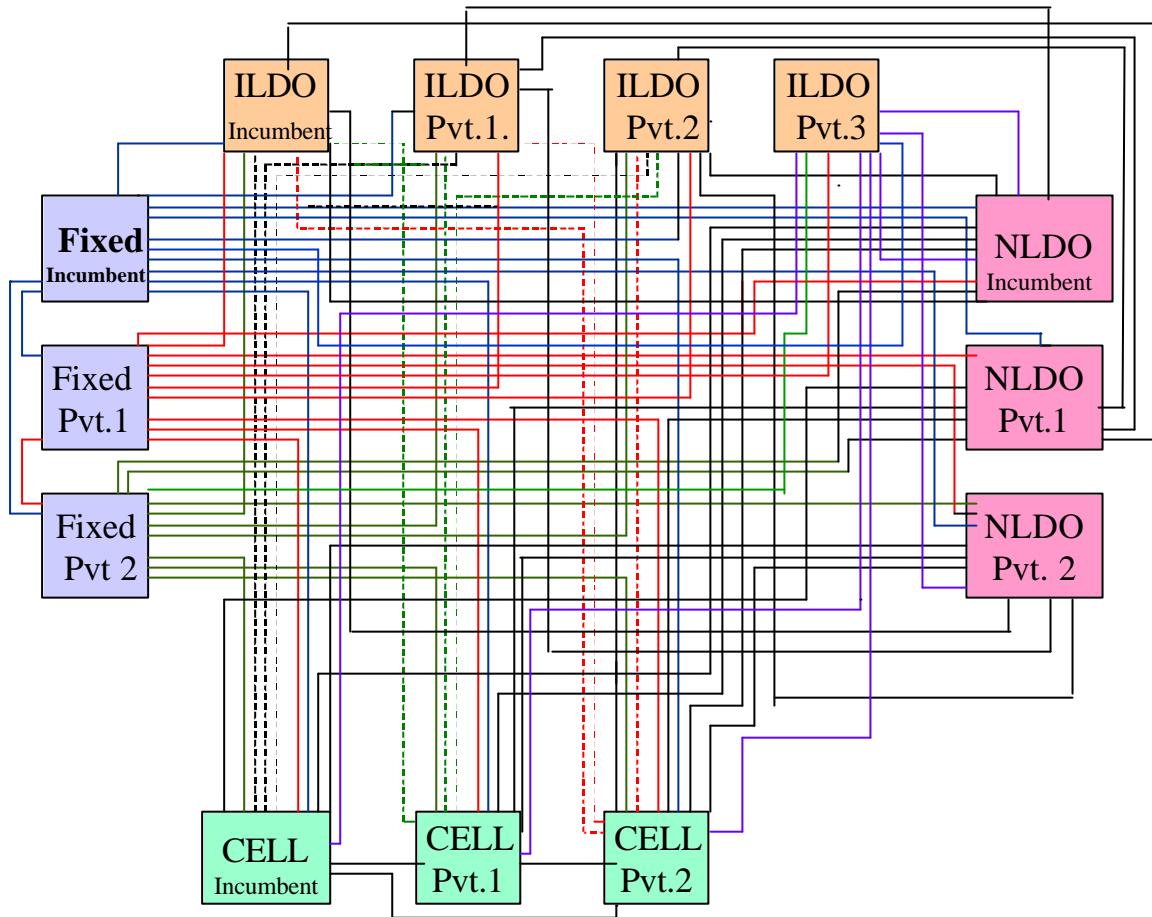 ILDO
Incumbent
ILDO
Pvt.1.
ILDO
Pvt.2
ILDO
Pvt.3
Fixed
Incumbent
NLDO
Incumbent
Fixed
Pvt.1
NLDO
Pvt.1
Fixed
Pvt 2
NLDO
Pvt. 2
CELL
Incumbent
CELL
Pvt.1
CELL
Pvt.2